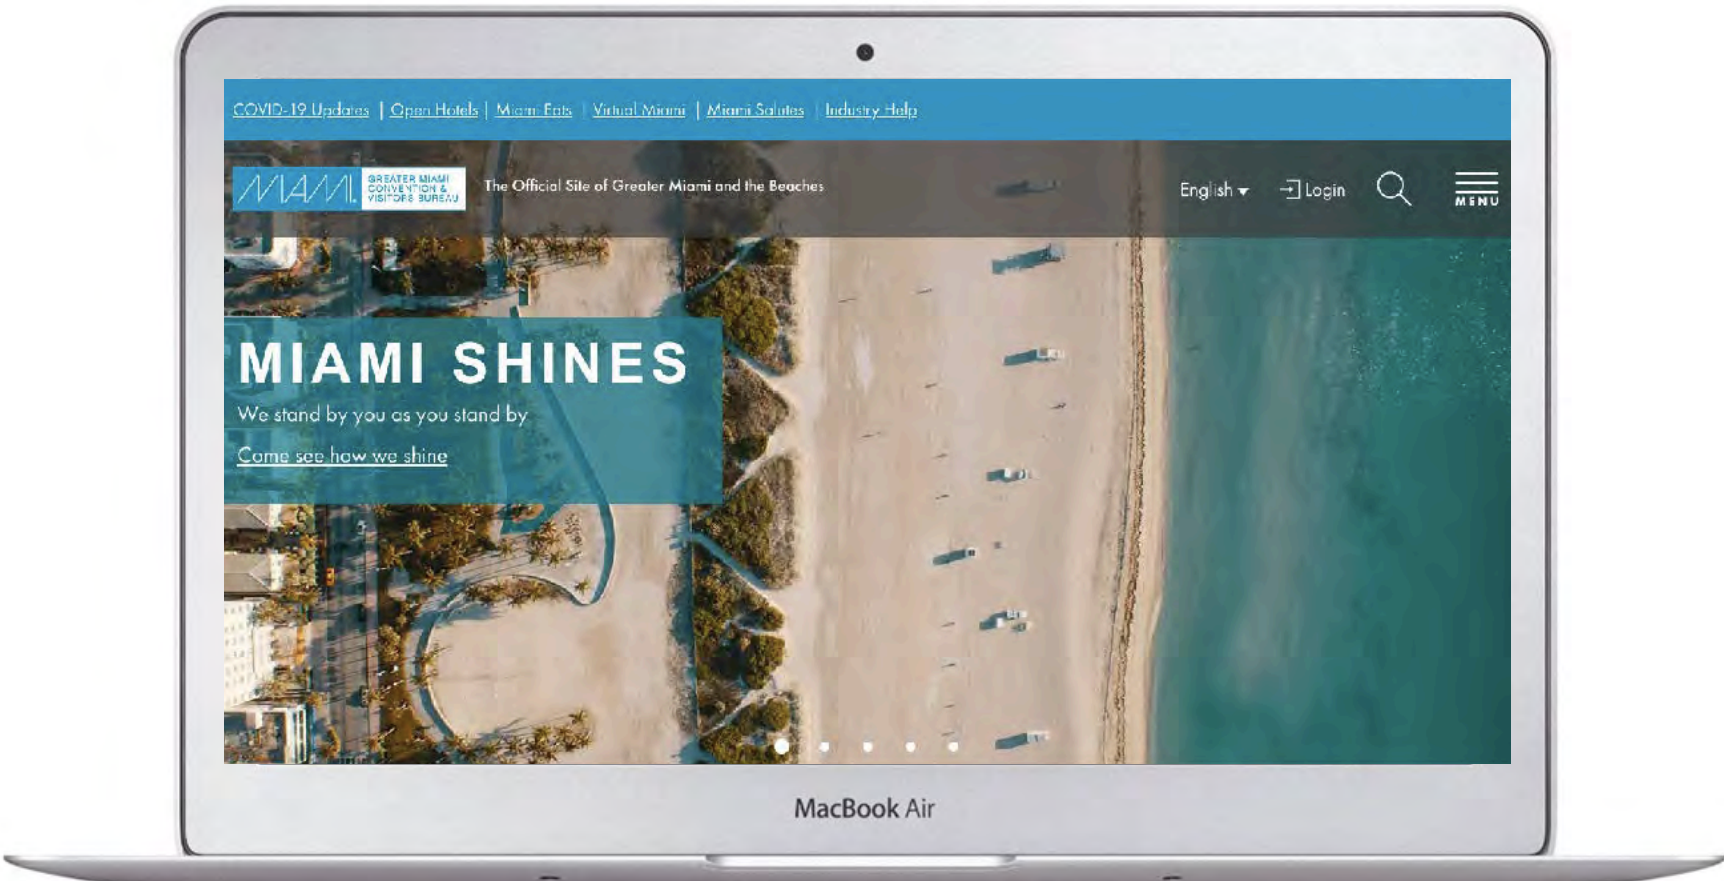 COVID-19 Updates | Open Hotels | Miami Eats | Virtual Miami | Miami Salutes | Industry Help
MIAMI. GREATER MIAMI CONVENTION & VISITORS BUREAU
The Official Site of Greater Miami and the Beaches
English Login MENU
MIAMI SHINES
We stand by you as you stand by
Come see how we shine
MacBook Air